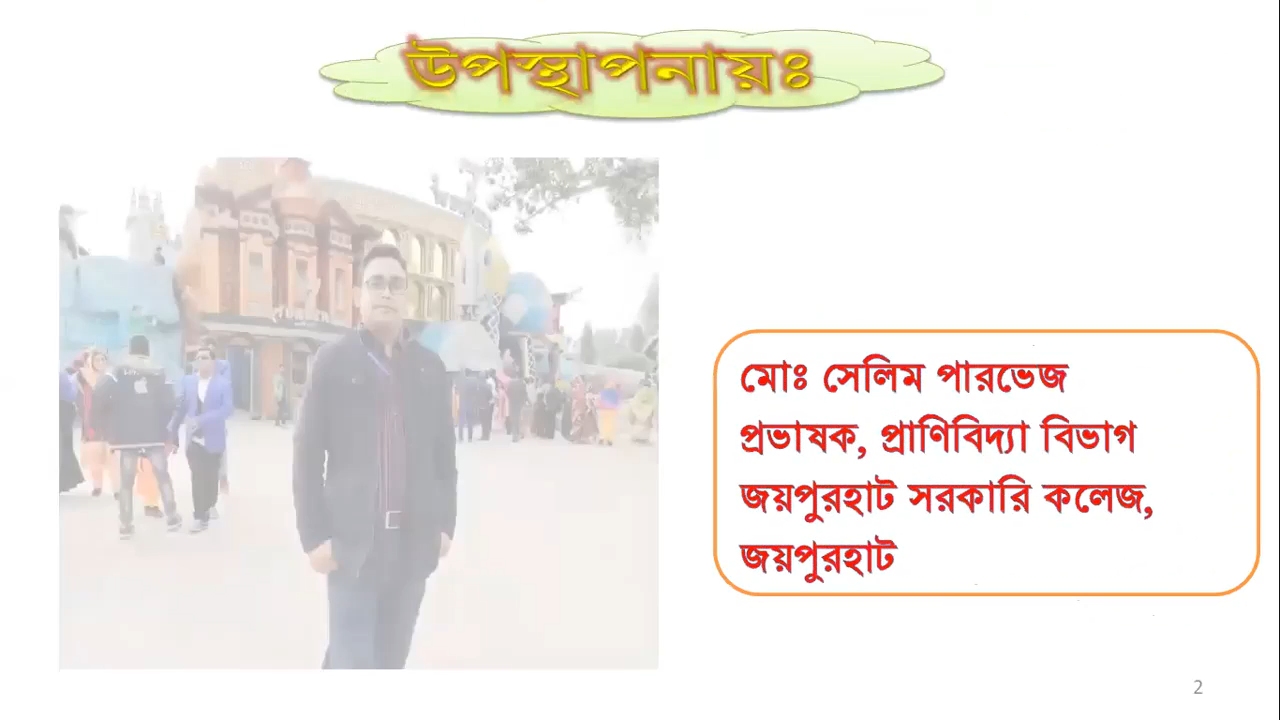 উপস্থাপনায়ঃ
মোঃ সেলিম পারভেজ
প্রভাষক, প্রাণিবিদ্যা বিভাগ
জয়পুরহাট সরকারি কলেজ,
জয়পুরহাট
2